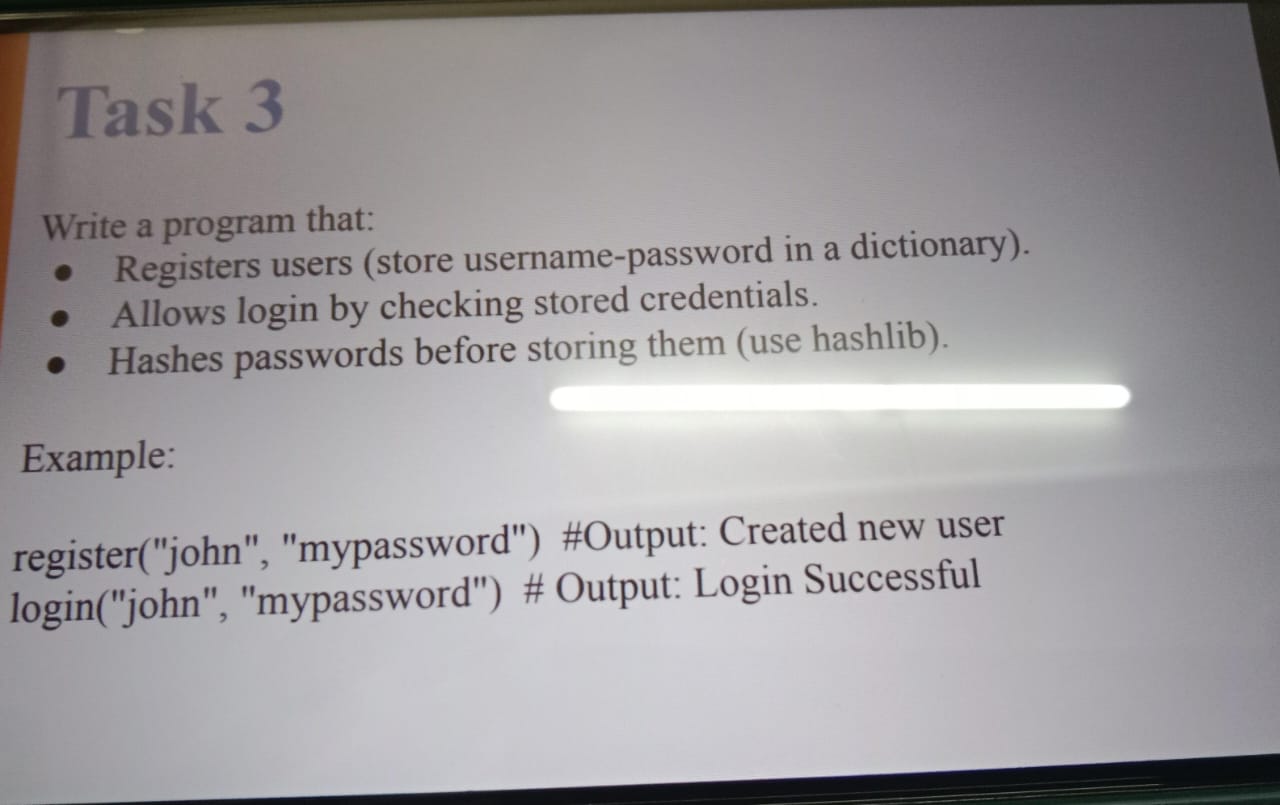 Task 3
Write a program that:
● Registers users (store username-password in a dictionary).
● Allows login by checking stored credentials.
● Hashes passwords before storing them (use hashlib).
Example:
register("john", "mypassword") #Output: Created new user
login("john", "mypassword") # Output: Login Successful